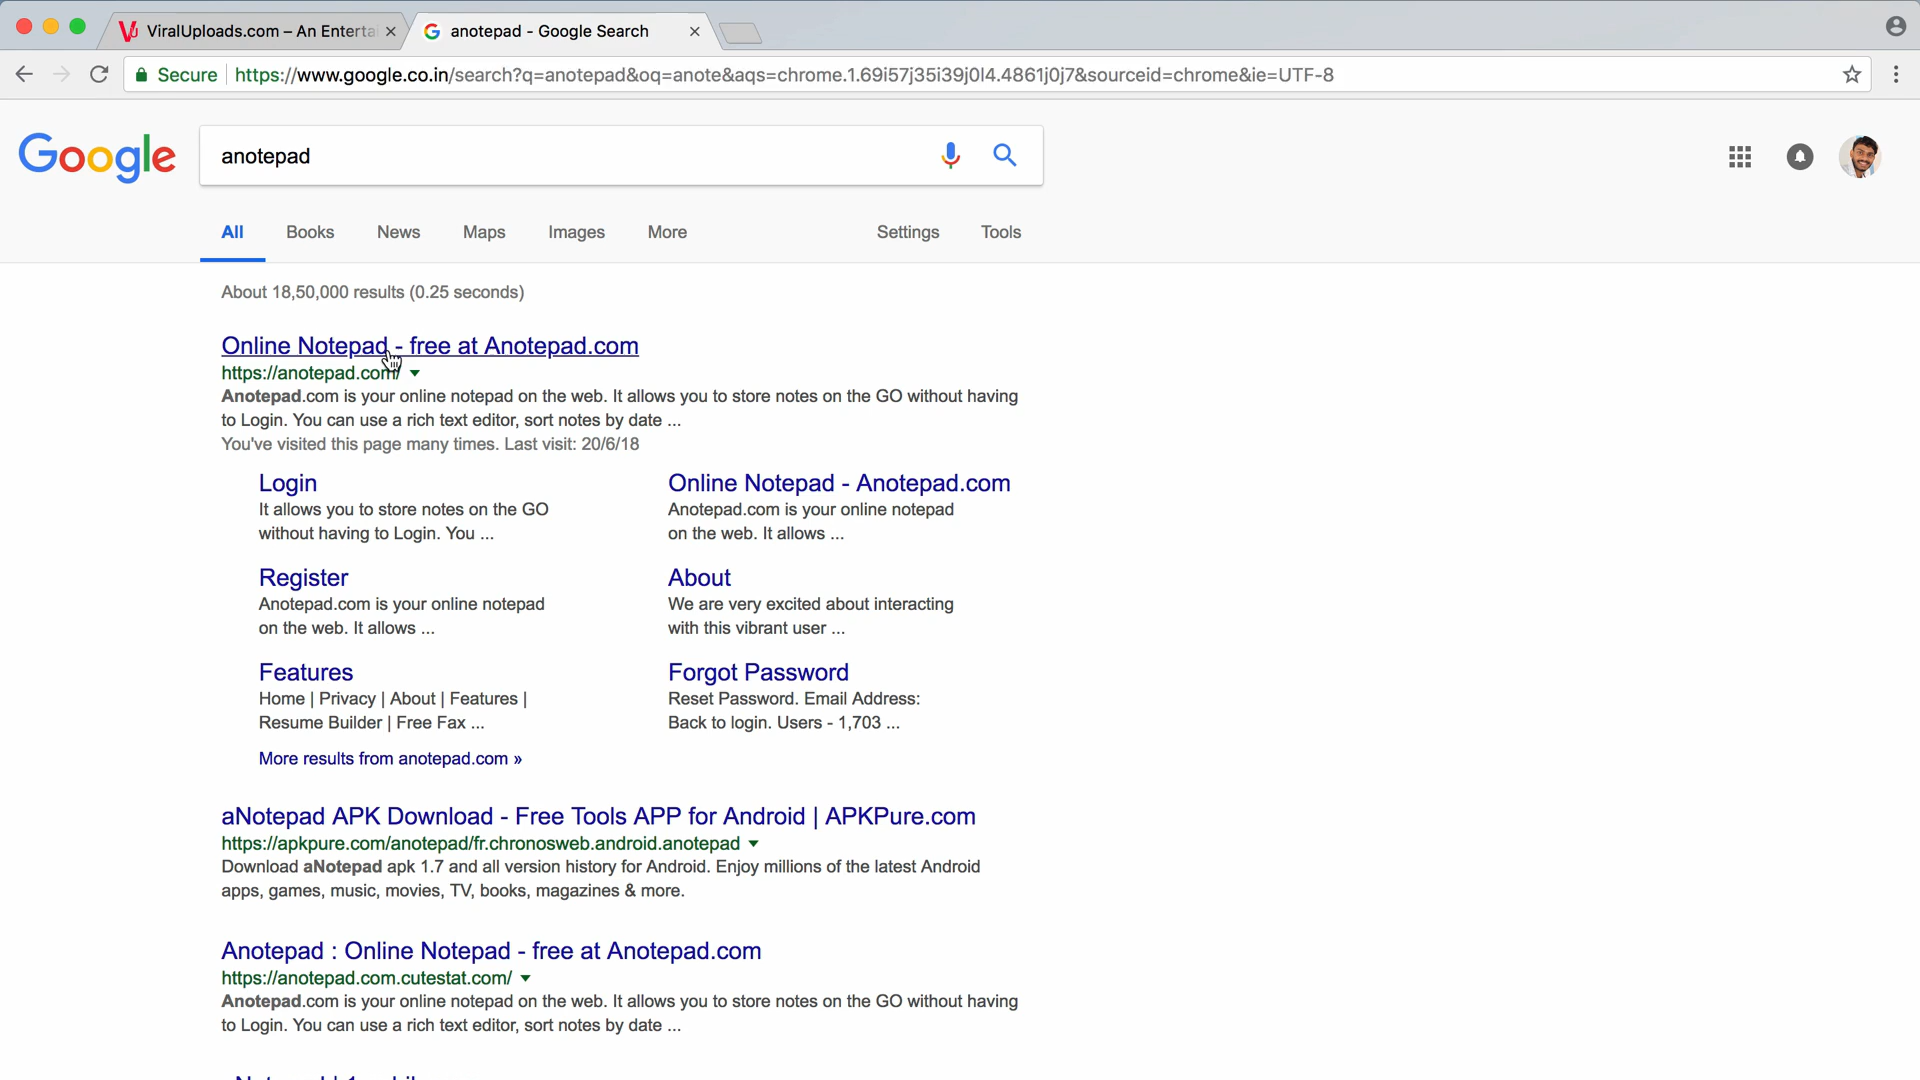 ViralUploads.com – An Enterta
anotepad - Google Search
Secure
https://www.google.co.in/search?q=anotepad&oq=anote&aqs=chrome.1.69i57j35i39j0l4.4861j0j7&sourceid=chrome&ie=UTF-8
Google
anotepad
All Books News Maps Images More Settings Tools
About 18,50,000 results (0.25 seconds)
Online Notepad - free at Anotepad.com
https://anotepad.com/
Anotepad.com is your online notepad on the web. It allows you to store notes on the GO without having
to Login. You can use a rich text editor, sort notes by date ...
You've visited this page many times. Last visit: 20/6/18
Login
It allows you to store notes on the GO
without having to Login. You ...
Online Notepad - Anotepad.com
Anotepad.com is your online notepad
on the web. It allows ...
Register
Anotepad.com is your online notepad
on the web. It allows ...
About
We are very excited about interacting
with this vibrant user ...
Features
Home | Privacy | About | Features |
Resume Builder | Free Fax ...
Forgot Password
Reset Password. Email Address:
Back to login. Users - 1,703 ...
More results from anotepad.com »
aNotepad APK Download - Free Tools APP for Android | APKPure.com
https://apkpure.com/anotepad/fr.chronosweb.android.anotepad
Download aNotepad apk 1.7 and all version history for Android. Enjoy millions of the latest Android
apps, games, music, movies, TV, books, magazines & more.
Anotepad : Online Notepad - free at Anotepad.com
https://anotepad.com.cutestat.com/
Anotepad.com is your online notepad on the web. It allows you to store notes on the GO without having
to Login. You can use a rich text editor, sort notes by date ...